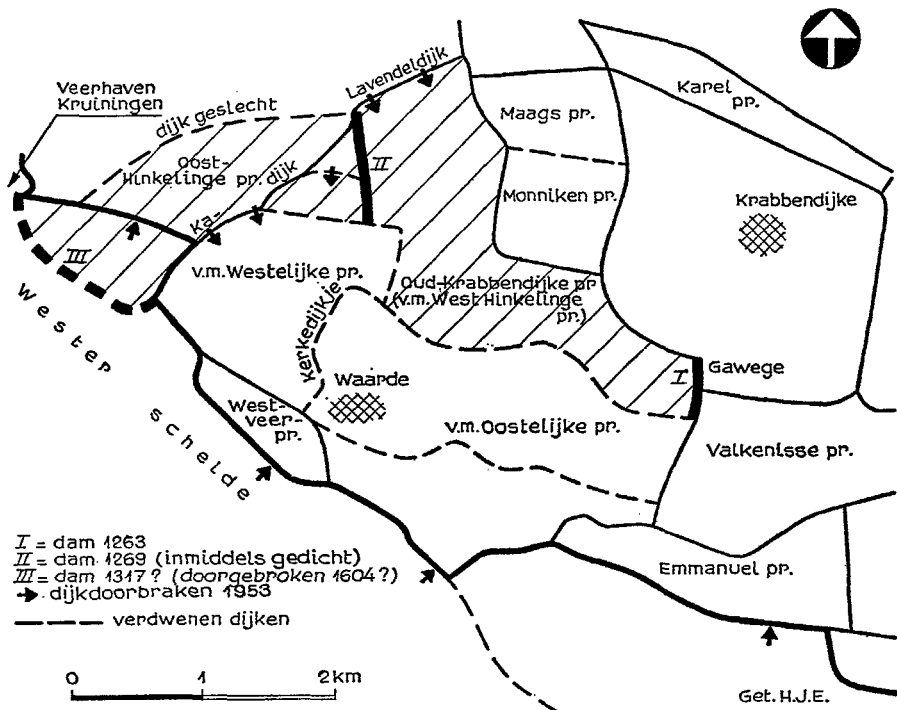 Veerhaven
Kruiningen
dijk geslecht
Lavendeldijk
Maags pr.
Karel
pr.
Oost-
Hinkelinge pr.
Ka-
dijk
II
Monniken pr.
Krabbendijke
III
v.m. Westelijke pr.
Oud-Krabbendijke pr
(v.m. West Hinkelinge
pr.)
Kerkedijkje
Wester
schelde
Waarde
I
Gawege
West-
veer-
pr.
v.m. Oostelijke pr.
Valkenisse pr.
Emmanuel pr.
I = dam 1263
II = dam 1269 (inmiddels gedicht)
III = dam 1317? (doorgebroken 1604?)
dijkdoorbraken 1953
verdwenen dijken
0 1 2 km
Get. H.J.E.